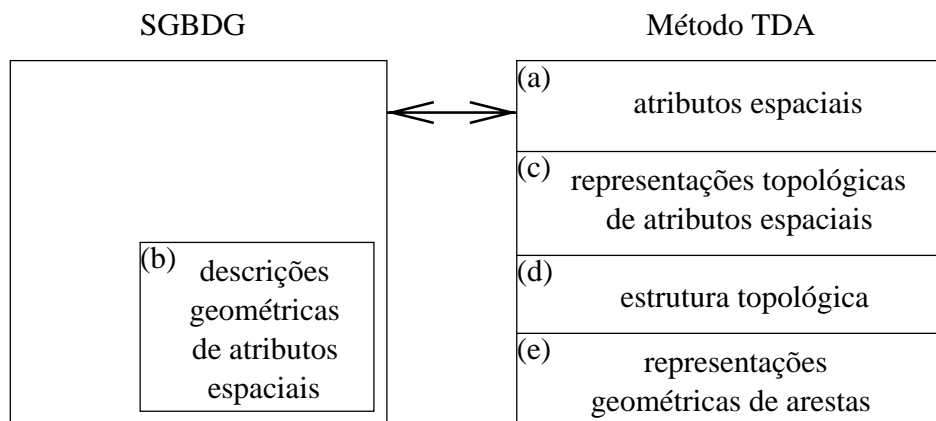 SGBDG
Método TDA
(a)
atributos espaciais
(c)
representações topológicas
de atributos espaciais
(b)
descrições
geométricas
de atributos
espaciais
(d)
estrutura topológica
(e)
representações
geométricas de arestas